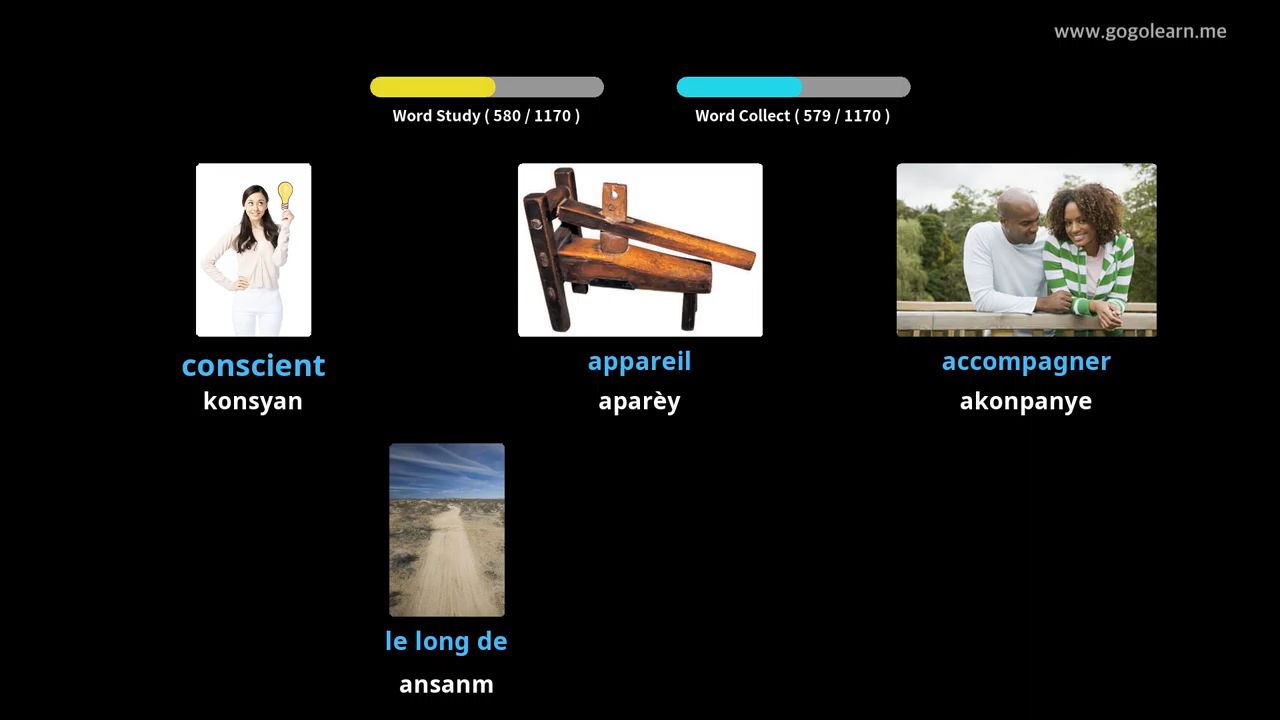 www.gogolearn.me
Word Study ( 580 / 1170 )
Word Collect ( 579 / 1170 )
conscient
konsyan
appareil
aparèy
accompagner
akonpanye
le long de
ansanm